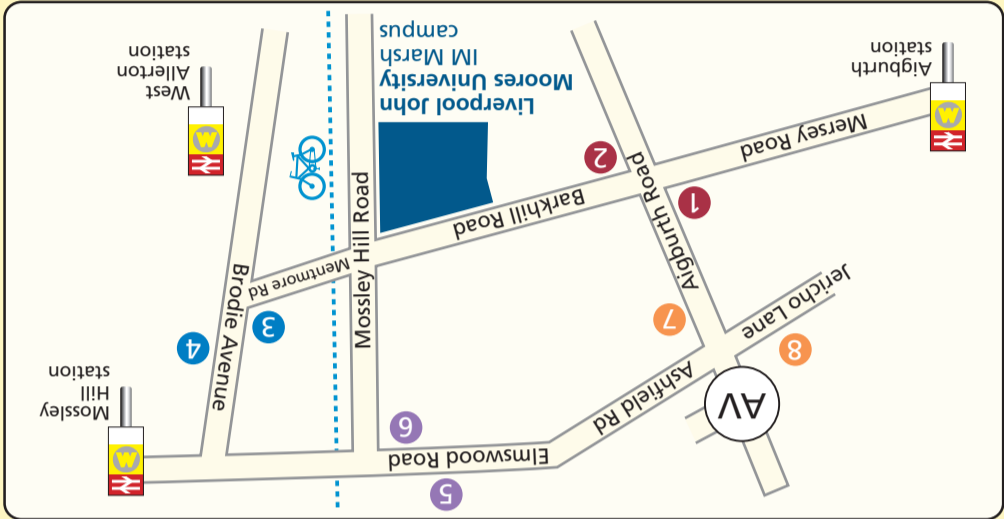 5
Elmswood Road
6
M
Mossley
Hill
station
AV
Ashfield Rd
8
Jericho Lane
7
4
3
Brodie Avenue
Mossley Hill Road
Mentmore Rd
Aigburth Road
Barkhill Road
1
2
Mersey Road
M
Aigburth
station
Liverpool John
Moores University
IM Marsh
campus
M
West
Allerton
station